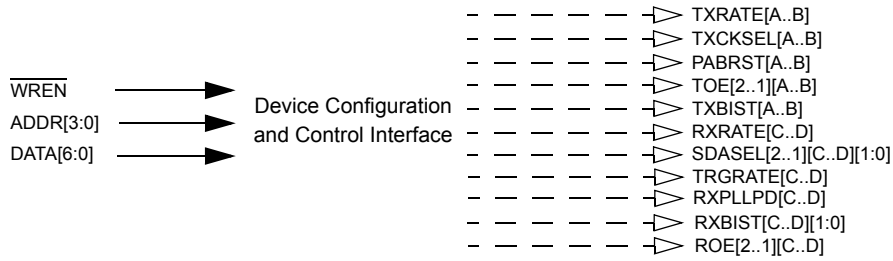 WREN
ADDR[3:0]
DATA[6:0]
Device Configuration
and Control Interface
TXRATE[A..B]
TXCKSEL[A..B]
PABRST[A..B]
TOE[2..1][A..B]
TXBIST[A..B]
RXRATE[C..D]
SDASEL[2..1][C..D][1:0]
TRGRATE[C..D]
RXPLLPD[C..D]
RXBIST[C..D][1:0]
ROE[2..1][C..D]